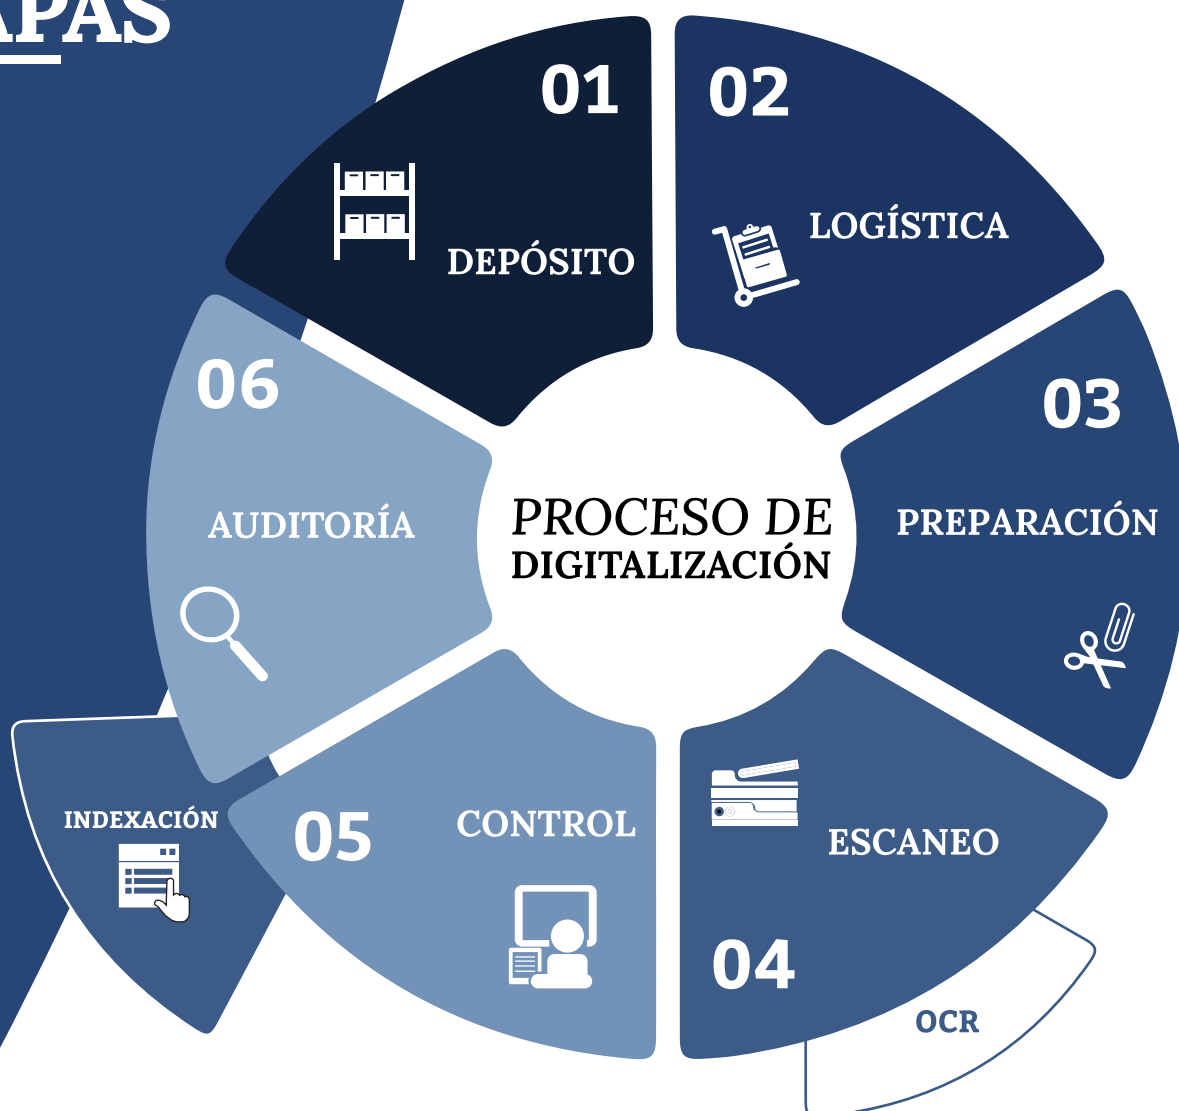 APAS
01
DEPÓSITO
02
LOGÍSTICA
03
PREPARACIÓN
04
ESCANEO
OCR
05
CONTROL
INDEXACIÓN
06
AUDITORÍA
PROCESO DE
DIGITALIZACIÓN